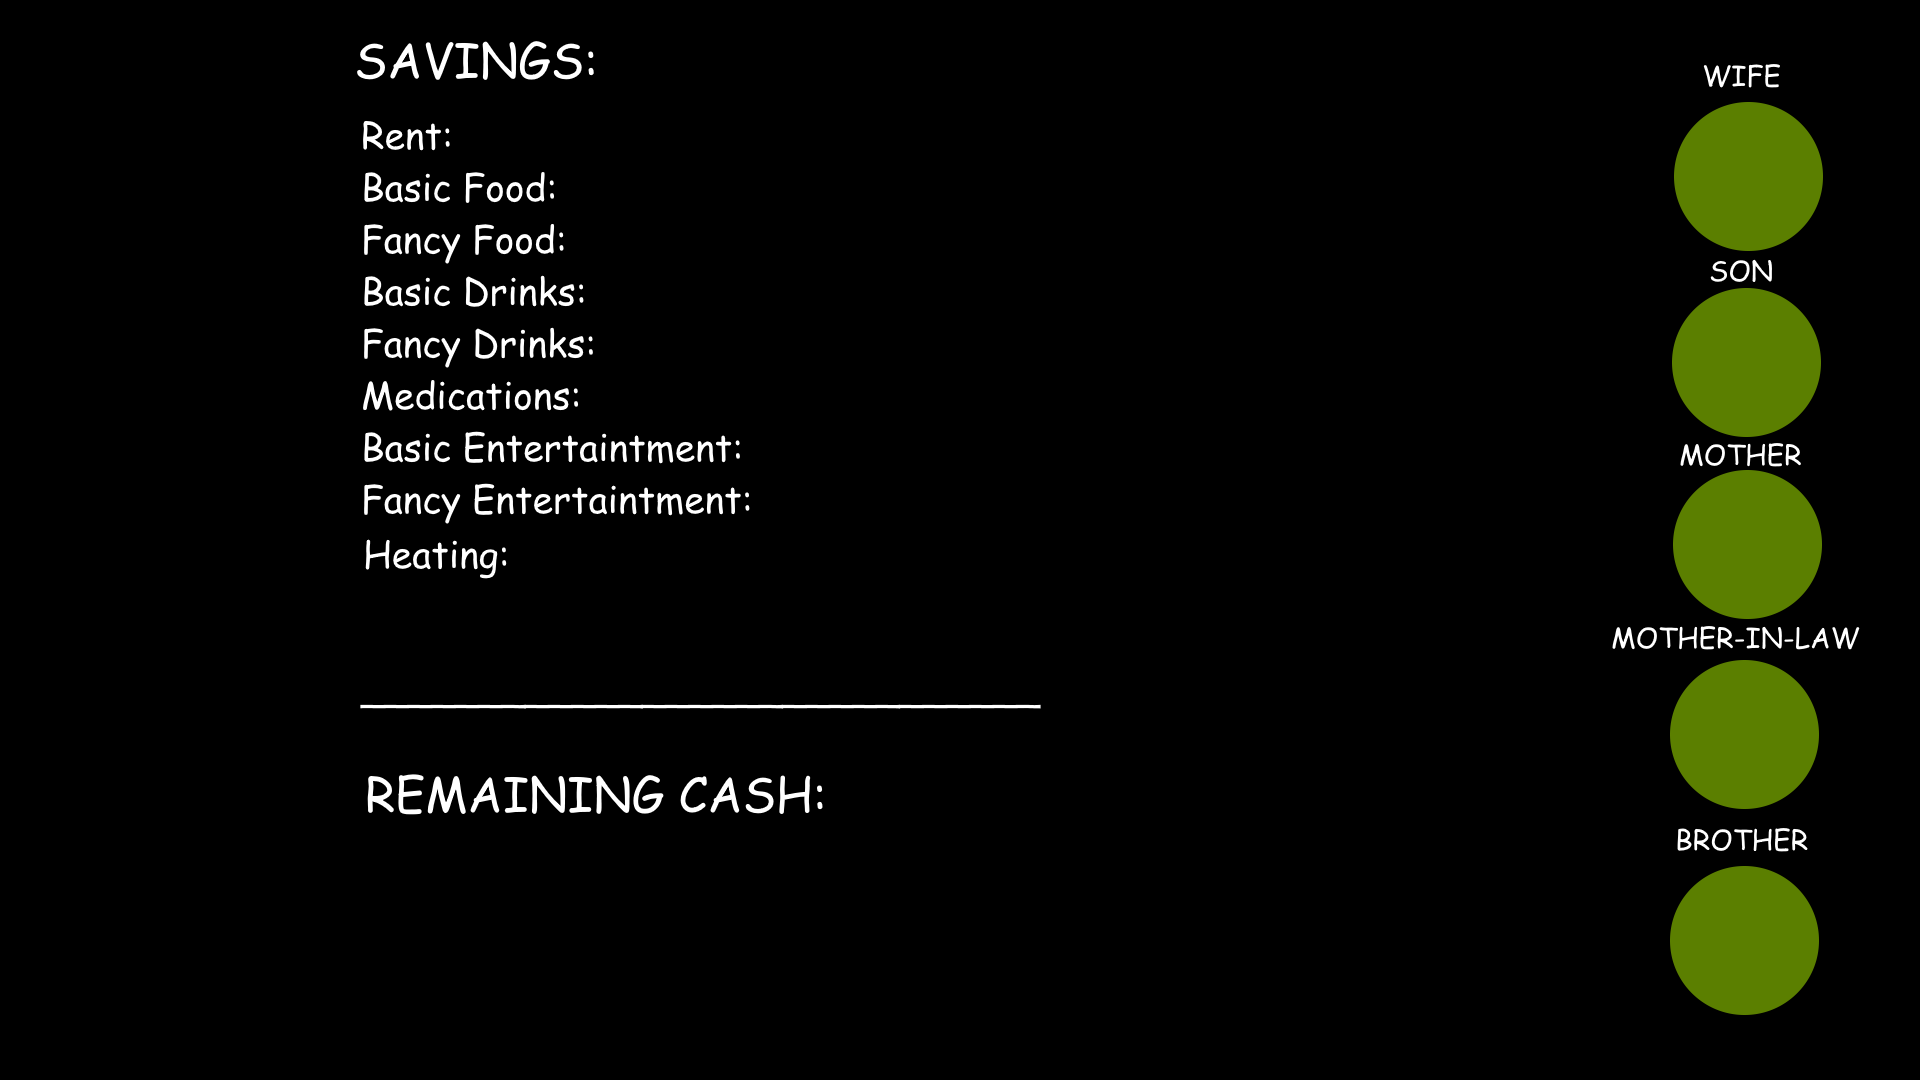 SAVINGS:
Rent:
Basic Food:
Fancy Food:
Basic Drinks:
Fancy Drinks:
Medications:
Basic Entertaintment:
Fancy Entertaintment:
Heating:
REMAINING CASH:
WIFE
SON
MOTHER
MOTHER-IN-LAW
BROTHER